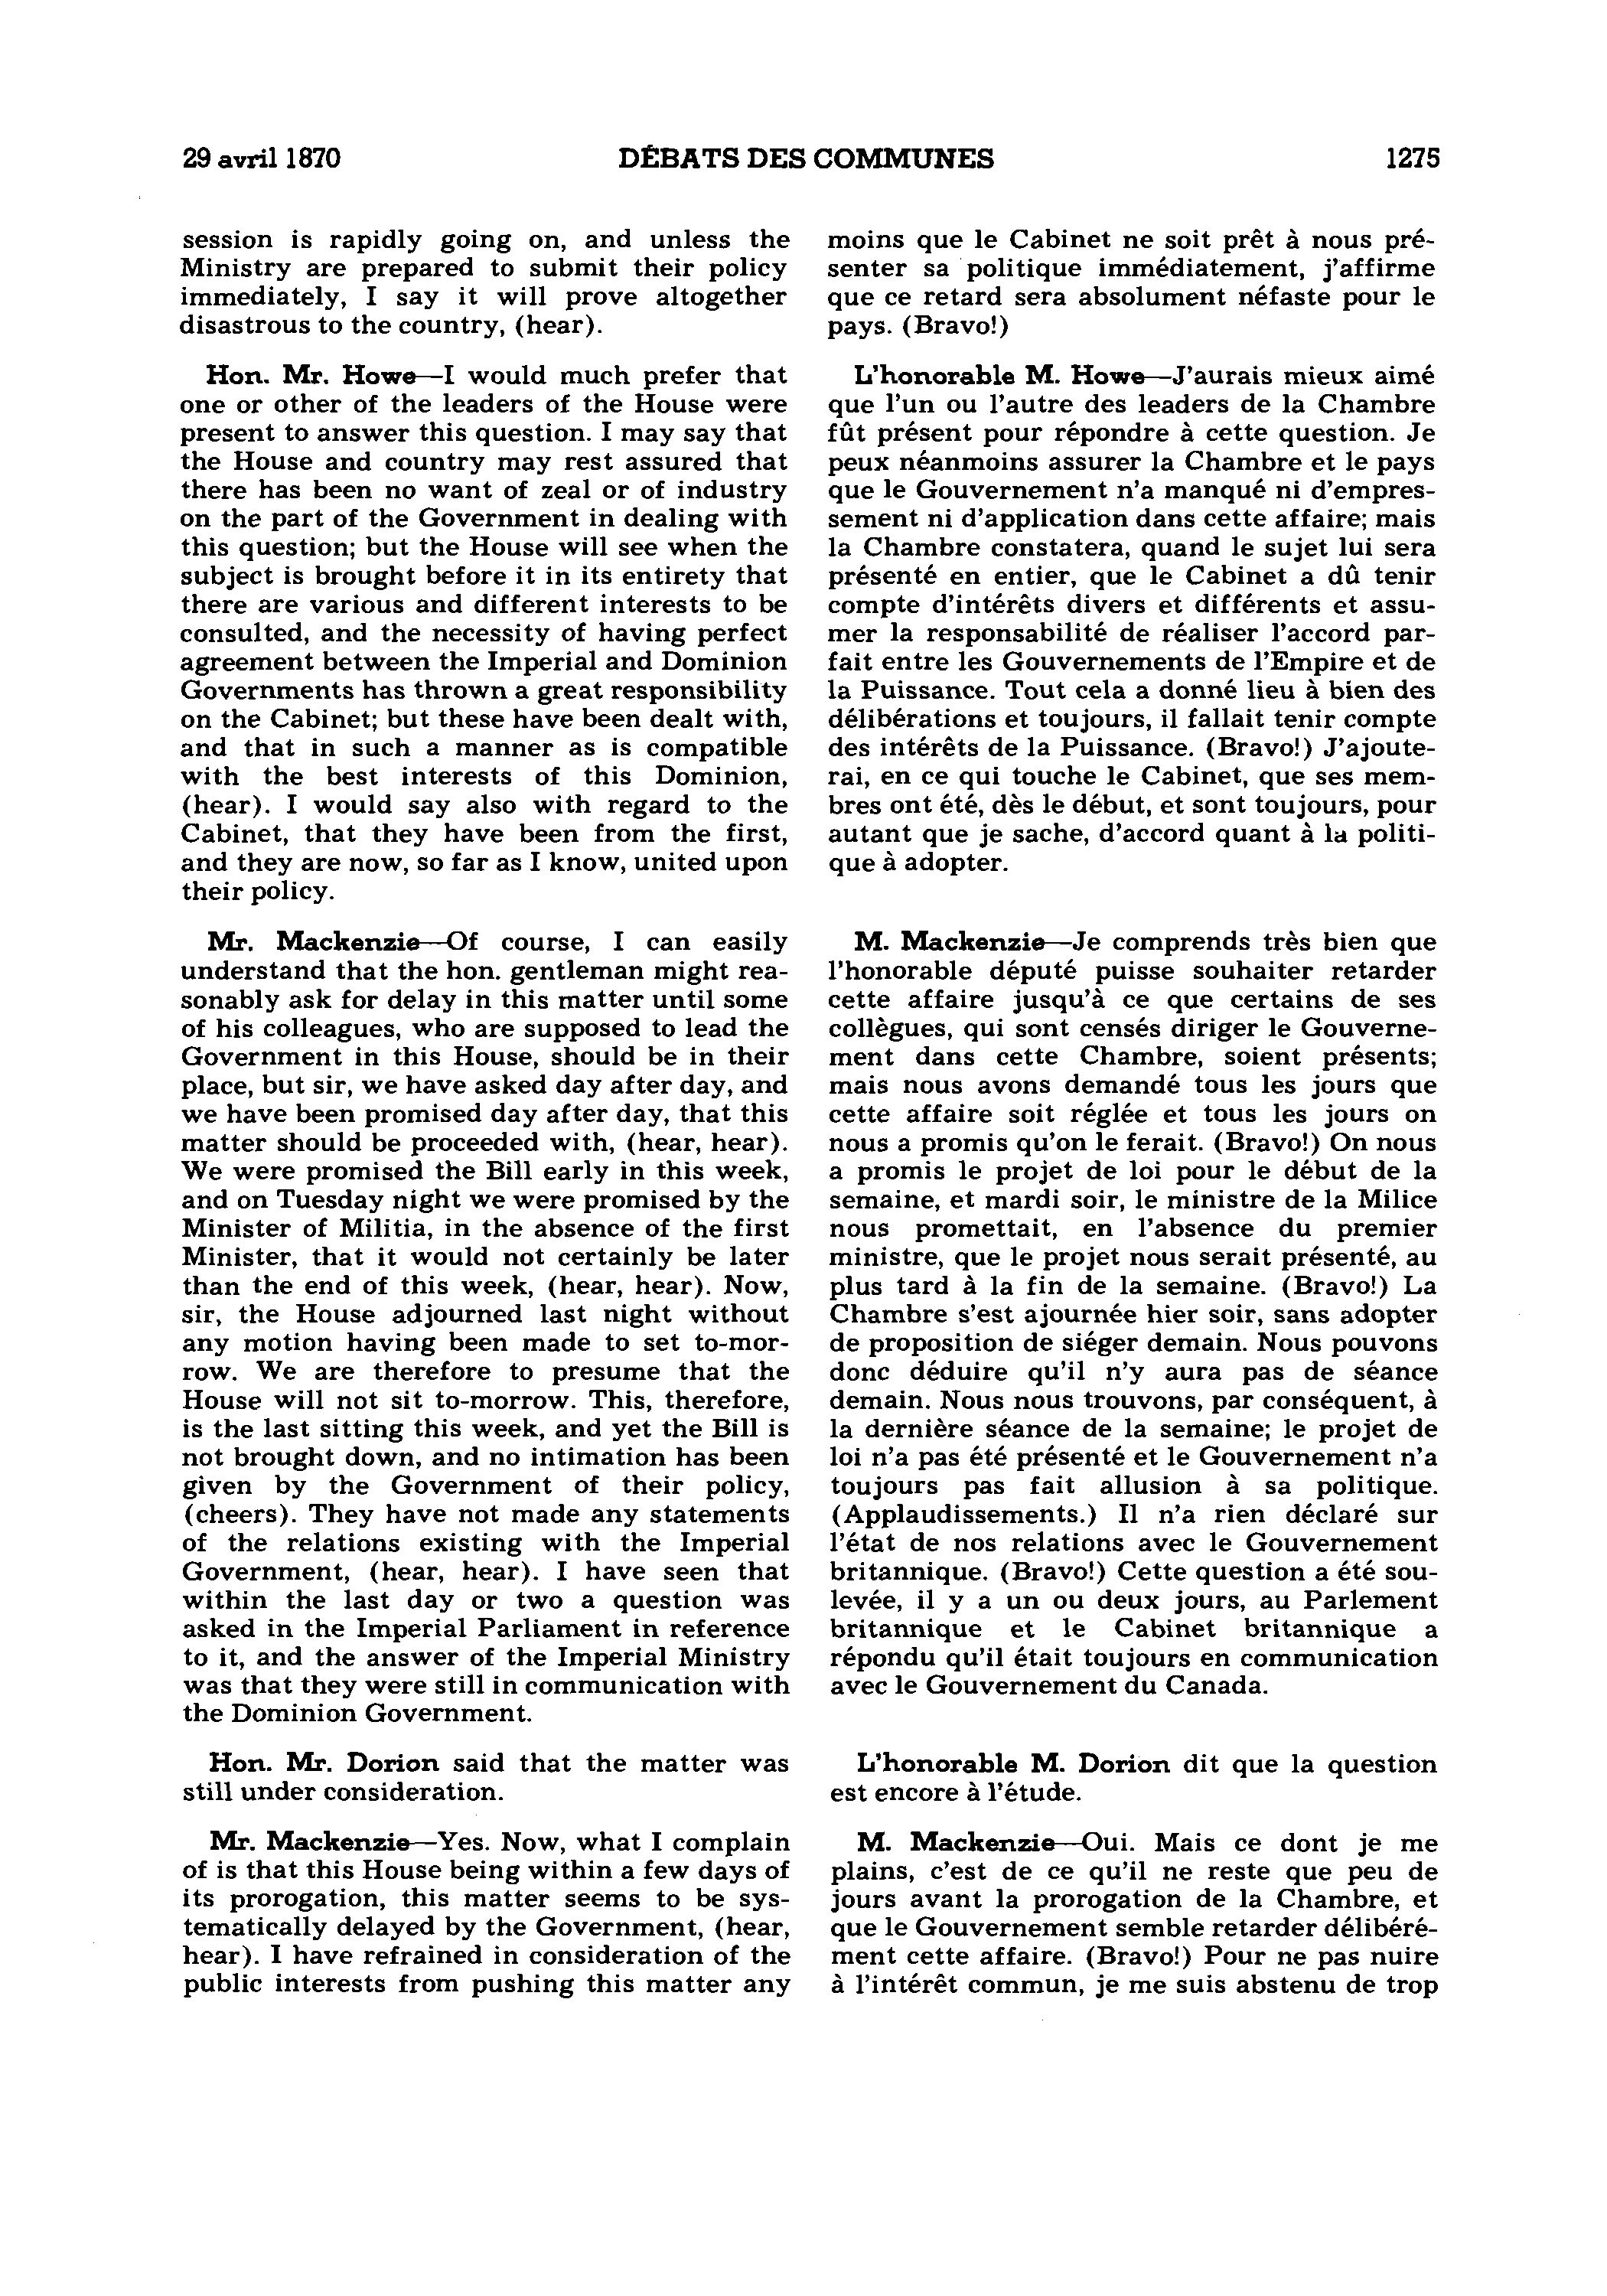 29 avril 1870 DÉBATS DES COMMUNES 1275
session is rapidly going on, and unless the
Ministry are prepared to submit their policy
immediately, I say it will prove altogether
disastrous to the country, (hear).
Hon. Mr. Howe—I would much prefer that
one or other of the leaders of the House were
present to answer this question. I may say that
the House and country may rest assured that
there has been no want of zeal or of industry
on the part of the Government in dealing with
this question; but the House will see when the
subject is brought before it in its entirety that
there are various and different interests to be
consulted, and the necessity of having perfect
agreement between the Imperial and Dominion
Governments has thrown a great responsibility
on the Cabinet; but these have been dealt with,
and that in such a manner as is compatible
with the best interests of this Dominion,
(hear). I would say also with regard to the
Cabinet, that they have been from the first,
and they are now, so far as I know, united upon
their policy.
Mr. Mackenzie—Of course, I can easily
understand that the hon. gentleman might rea-
sonably ask for delay in this matter until some
of his colleagues, who are supposed to lead the
Government in this House, should be in their
place, but sir, we have asked day after day, and
we have been promised day after day, that this
matter should be proceeded with, (hear, hear).
We were promised the Bill early in this week,
and on Tuesday night we were promised by the
Minister of Militia, in the absence of the first
Minister, that it would not certainly be later
than the end of this week, (hear, hear). Now,
sir, the House adjourned last night without
any motion having been made to set to-mor-
row. We are therefore to presume that the
House will not sit to-morrow. This, therefore,
is the last sitting this week, and yet the Bill is
not brought down, and no intimation has been
given by the Government of their policy,
(cheers). They have not made any statements
of the relations existing with the Imperial
Government, (hear, hear). I have seen that
within the last day or two a question was
asked in the Imperial Parliament in reference
to it, and the answer of the Imperial Ministry
was that they were still in communication with
the Dominion Government.
Hon. Mr. Dorion said that the matter was
still under consideration.
Mr. Mackenzie—Yes. Now, what I complain
of is that this House being within a few days of
its prorogation, this matter seems to be sys-
tematically delayed by the Government, (hear,
hear). I have refrained in consideration of the
public interests from pushing this matter any
moins que le Cabinet ne soit prêt à nous pré-
senter sa politique immédiatement, j'affirme
que ce retard sera absolument néfaste pour le
pays. (Bravo!)
L'honorable M. Howe—J'aurais mieux aimé
que l'un ou l'autre des leaders de la Chambre
fût présent pour répondre à cette question. Je
peux néanmoins assurer la Chambre et le pays
que le Gouvernement n'a manqué ni d'empres-
sement ni d'application dans cette affaire; mais
la Chambre constatera, quand le sujet lui sera
présenté en entier, que le Cabinet a dû tenir
compte d'intérêts divers et différents et assu-
mer la responsabilité de réaliser l'accord par-
fait entre les Gouvernements de l'Empire et de
la Puissance. Tout cela a donné lieu à bien des
délibérations et toujours, il fallait tenir compte
des intérêts de la Puissance. (Bravo!) J'ajoute-
rai, en ce qui touche le Cabinet, que ses mem-
bres ont été, dès le début, et sont toujours, pour
autant que je sache, d'accord quant à la politi-
que à adopter.
M. Mackenzie—Je comprends très bien que
l'honorable député puisse souhaiter retarder
cette affaire jusqu'à ce que certains de ses
collègues, qui sont censés diriger le Gouverne-
ment dans cette Chambre, soient présents;
mais nous avons demandé tous les jours que
cette affaire soit réglée et tous les jours on
nous a promis qu'on le ferait. (Bravo!) On nous
a promis le projet de loi pour le début de la
semaine, et mardi soir, le ministre de la Milice
nous promettait, en l'absence du premier
ministre, que le projet nous serait présenté, au
plus tard à la fin de la semaine. (Bravo!) La
Chambre s'est ajournée hier soir, sans adopter
de proposition de siéger demain. Nous pouvons
donc déduire qu'il n'y aura pas de séance
demain. Nous nous trouvons, par conséquent, à
la dernière séance de la semaine; le projet de
loi n'a pas été présenté et le Gouvernement n'a
toujours pas fait allusion à sa politique.
(Applaudissements.) Il n'a rien déclaré sur
l'état de nos relations avec le Gouvernement
britannique. (Bravo!) Cette question a été sou-
levée, il y a un ou deux jours, au Parlement
britannique et le Cabinet britannique a
répondu qu'il était toujours en communication
avec le Gouvernement du Canada.
L'honorable M. Dorion dit que la question
est encore à l'étude.
M. Mackenzie—Oui. Mais ce dont je me
plains, c'est de ce qu'il ne reste que peu de
jours avant la prorogation de la Chambre, et
que le Gouvernement semble retarder délibéré-
ment cette affaire. (Bravo!) Pour ne pas nuire
à l'intérêt commun, je me suis abstenu de trop